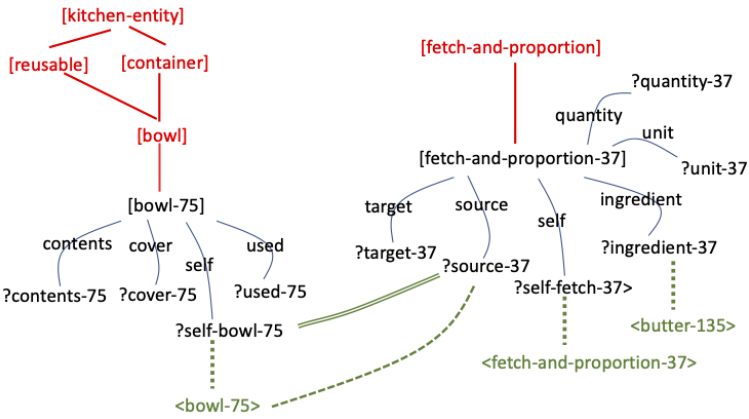 [kitchen-entity]
[reusable]
[container]
[bowl]
[bowl-75]
contents
cover
self
used
?contents-75
?cover-75
?self-bowl-75
?used-75
<bowl-75>
[fetch-and-proportion]
?quantity-37
quantity
unit
[fetch-and-proportion-37]
?unit-37
target
source
self
ingredient
?target-37
?source-37
?self-fetch-37>
?ingredient-37
<butter-135>
<fetch-and-proportion-37>